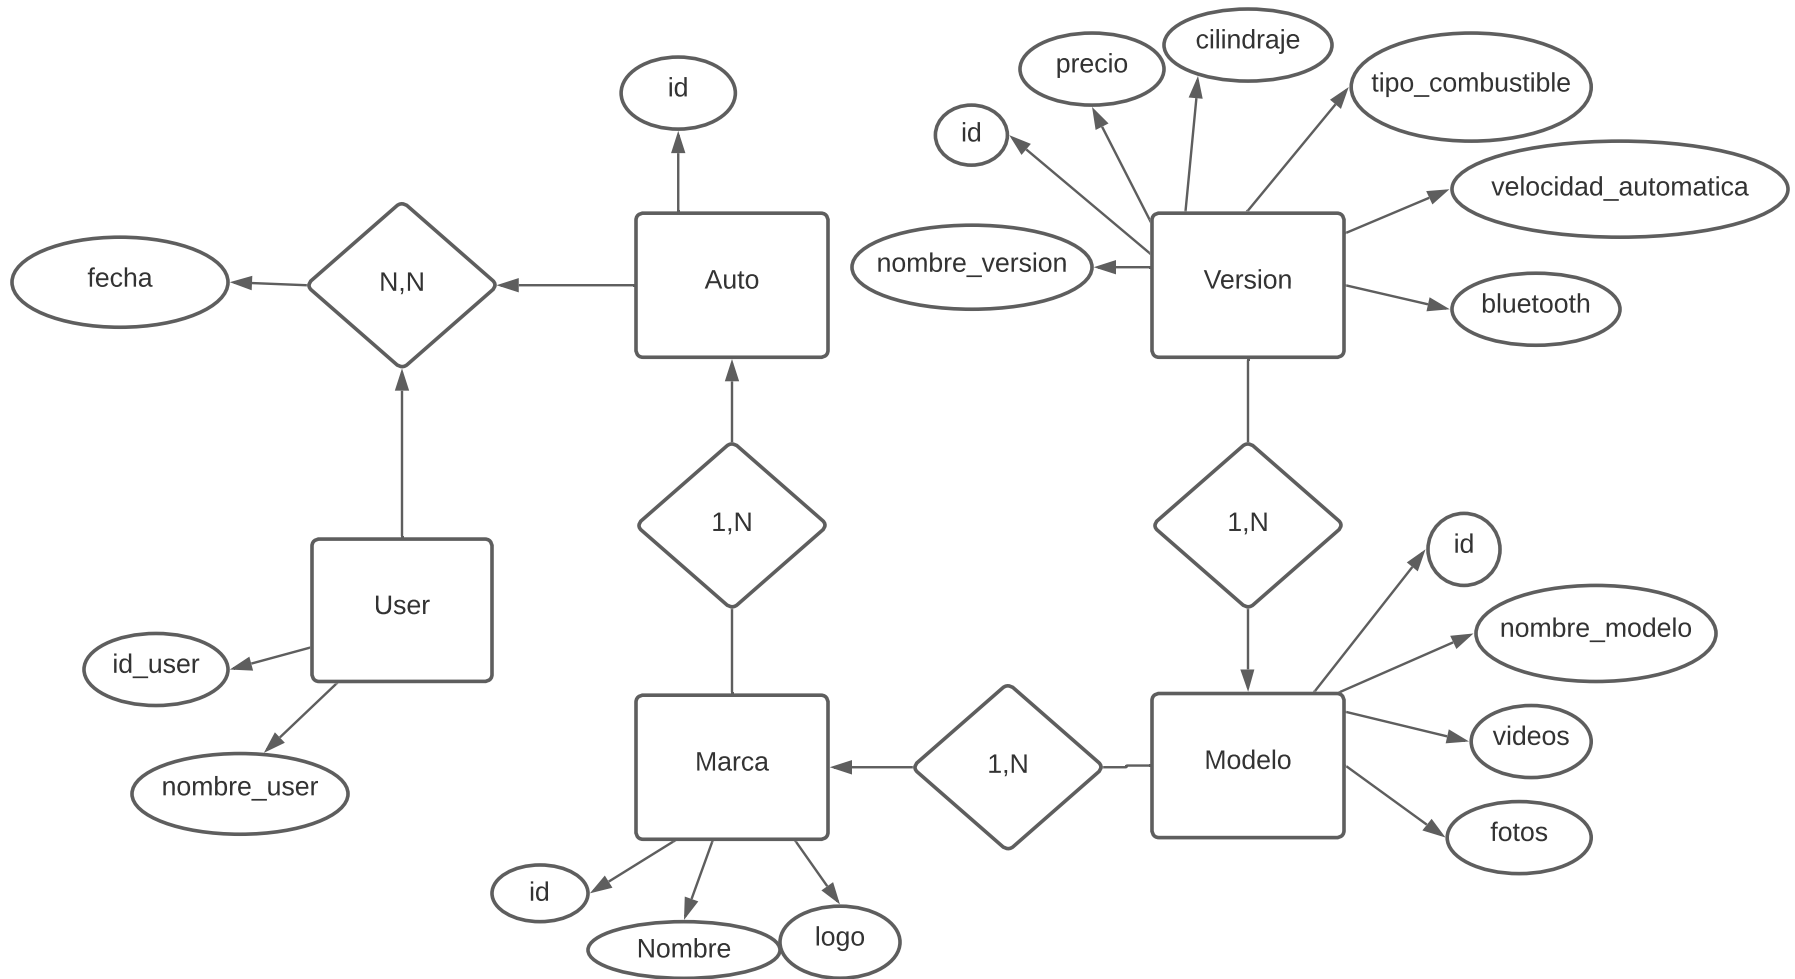 cilindraje
precio
tipo_combustible
id
id
velocidad_automatica
nombre_version
fecha
N,N
Auto
Version
bluetooth
1,N
1,N
id
User
nombre_modelo
id_user
videos
Marca
1,N
Modelo
nombre_user
fotos
id
logo
Nombre